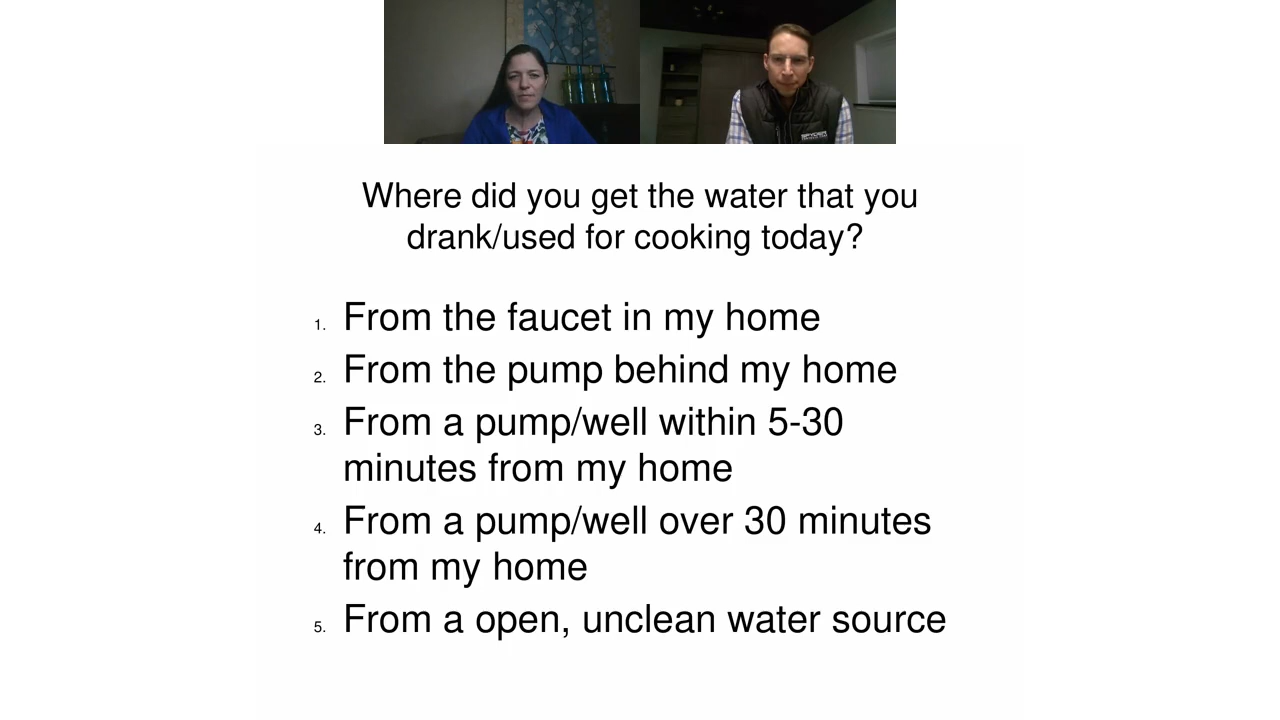 SPYDER
Where did you get the water that you
drank/used for cooking today?
1. From the faucet in my home
2. From the pump behind my home
3. From a pump/well within 5-30
minutes from my home
4. From a pump/well over 30 minutes
from my home
5. From a open, unclean water source